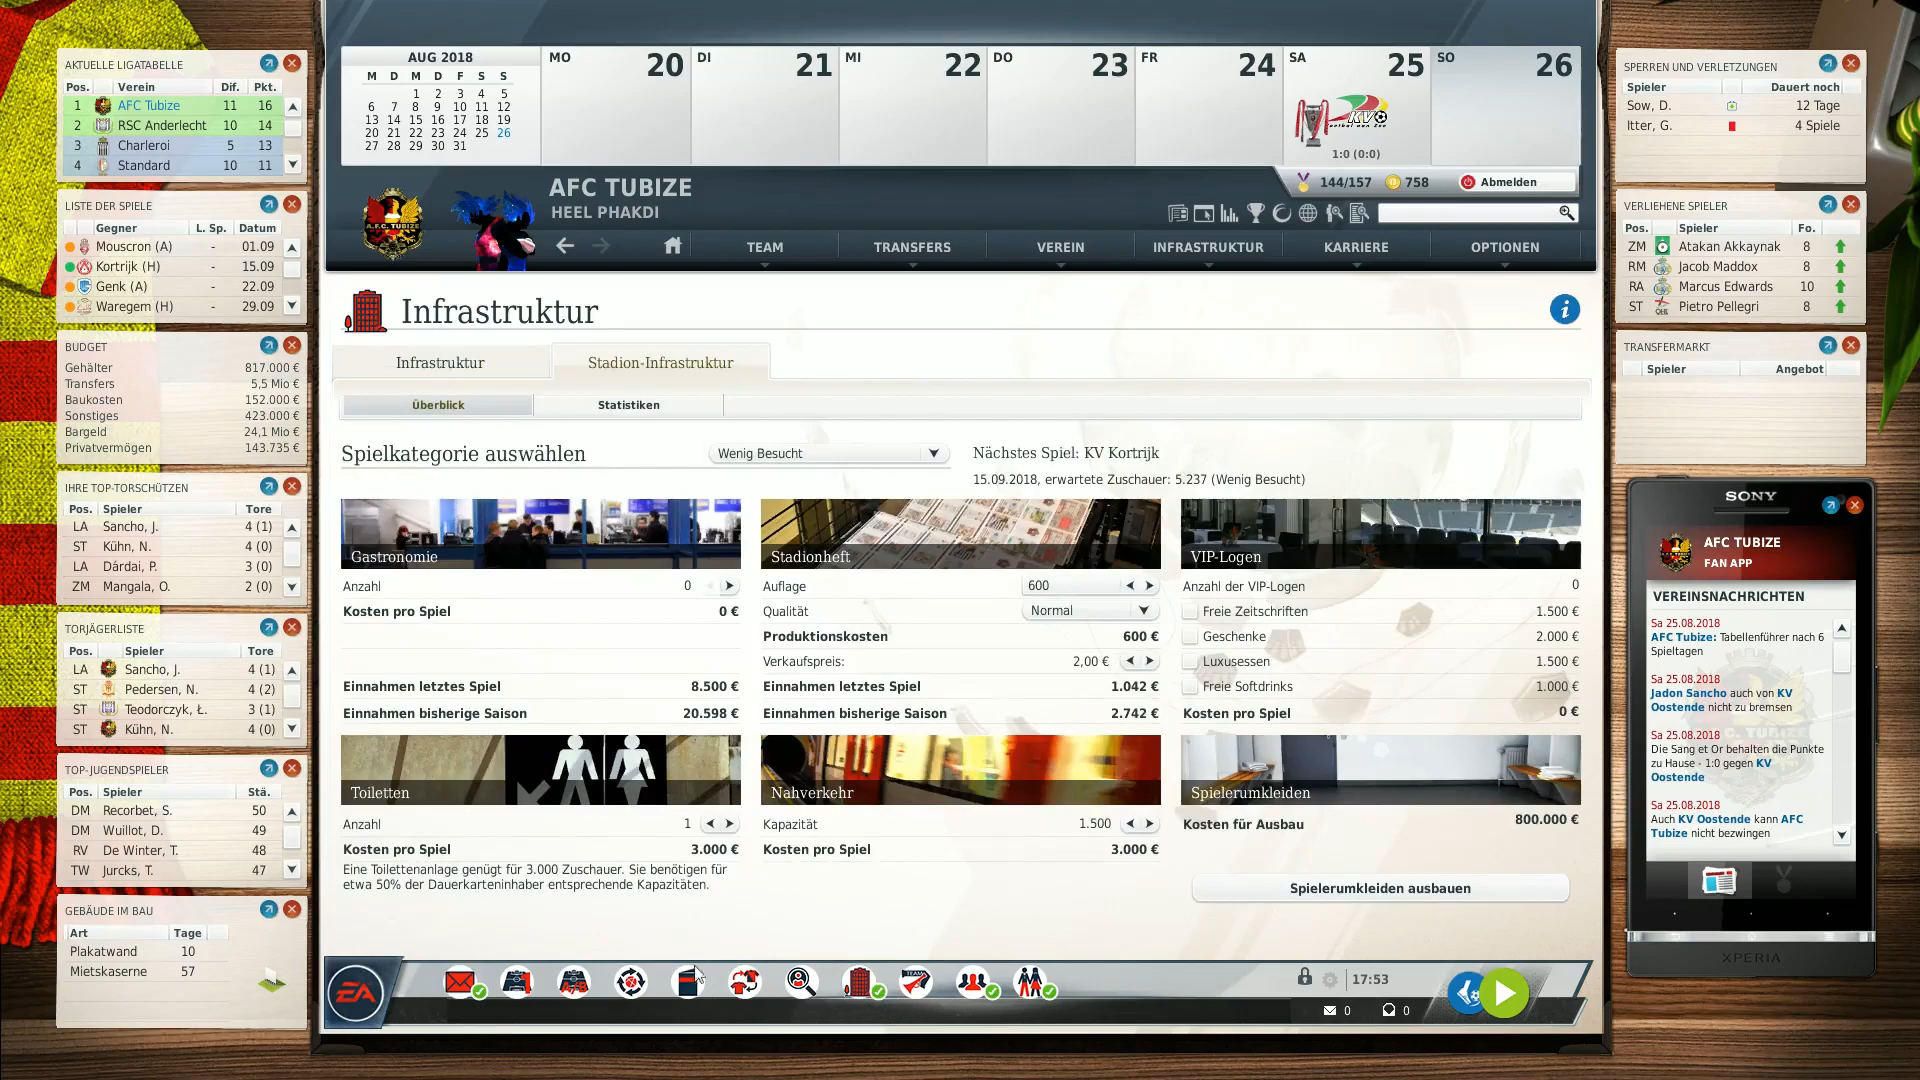 AKTUELLE LIGATABELLE
Pos. Verein Dif. Pkt.
1 AFC Tubize 11 16
2 RSC Anderlecht 10 14
3 Charleroi 5 13
4 Standard 10 11
LISTE DER SPIELE
Gegner L. Sp. Datum
Mouscron (A) - 01.09
Kortrijk (H) - 15.09
Genk (A) - 22.09
Waregem (H) - 29.09
BUDGET
Gehälter 817.000 €
Transfers 5,5 Mio €
Baukosten 152.000 €
Sonstiges 423.000 €
Bargeld 24,1 Mio €
Privatvermögen 143.735 €
IHRE TOP-TORSCHÜTZEN
Pos. Spieler Tore
LA Sancho, J. 4 (1)
ST Kühn, N. 4 (0)
LA Dárdai, P. 3 (0)
ZM Mangala, O. 2 (0)
TORJÄGERLISTE
Pos. Spieler Tore
LA Sancho, J. 4 (1)
ST Pedersen, N. 4 (2)
ST Teodorczyk, Ł. 3 (1)
ST Kühn, N. 4 (0)
TOP-JUGENDSPIELER
Pos. Spieler Stä.
DM Recorbet, S. 50
DM Wuillot, D. 49
RV De Winter, T. 48
TW Jurcks, T. 47
GEBÄUDE IM BAU
Art Tage
Plakatwand 10
Mietskaserne 57
AUG 2018
M D M D F S S
1 2 3 4 5
6 7 8 9 10 11 12
13 14 15 16 17 18 19
20 21 22 23 24 25 26
27 28 29 30 31
MO 20 DI 21 MI 22 DO 23 FR 24 SA 25 SO 26
KVO
1:0 (0:0)
144/157 758 Abmelden
AFC TUBIZE
HEEL PHAKDI
A.F.C. TUBIZE
TEAM TRANSFERS VEREIN INFRASTRUKTUR KARRIERE OPTIONEN
Infrastruktur
Infrastruktur Stadion-Infrastruktur
Überblick Statistiken
Spielkategorie auswählen Wenig Besucht
Nächstes Spiel: KV Kortrijk
15.09.2018, erwartete Zuschauer: 5.237 (Wenig Besucht)
Gastronomie
Anzahl 0
Kosten pro Spiel 0 €
Einnahmen letztes Spiel 8.500 €
Einnahmen bisherige Saison 20.598 €
Stadionheft
Auflage 600
Qualität Normal
Produktionskosten 600 €
Verkaufspreis: 2,00 €
Einnahmen letztes Spiel 1.042 €
Einnahmen bisherige Saison 2.742 €
VIP-Logen
Anzahl der VIP-Logen 0
Freie Zeitschriften 1.500 €
Geschenke 2.000 €
Luxusessen 1.500 €
Freie Softdrinks 1.000 €
Kosten pro Spiel 0 €
Toiletten
Anzahl 1
Kosten pro Spiel 3.000 €
Eine Toilettenanlage genügt für 3.000 Zuschauer. Sie benötigen für
etwa 50% der Dauerkarteninhaber entsprechende Kapazitäten.
Nahverkehr
Kapazität 1.500
Kosten pro Spiel 3.000 €
Spielerumkleiden
Kosten für Ausbau 800.000 €
Spielerumkleiden ausbauen
EA
A/B
TEAM
17:53
0 0
SPERREN UND VERLETZUNGEN
Spieler Dauert noch
Sow, D. 12 Tage
Itter, G. 4 Spiele
VERLIEHENE SPIELER
Pos. Spieler Fo.
ZM Atakan Akkaynak 8
RM Jacob Maddox 8
RA Marcus Edwards 10
ST Pietro Pellegri 8
TRANSFERMARKT
Spieler Angebot
SONY
AFC TUBIZE
FAN APP
VEREINSNACHRICHTEN
Sa 25.08.2018
AFC Tubize: Tabellenführer nach 6
Spieltagen
Sa 25.08.2018
Jadon Sancho auch von KV
Oostende nicht zu bremsen
Sa 25.08.2018
Die Sang et Or behalten die Punkte
zu Hause - 1:0 gegen KV
Oostende
Sa 25.08.2018
Auch KV Oostende kann AFC
Tubize nicht bezwingen
XPERIA